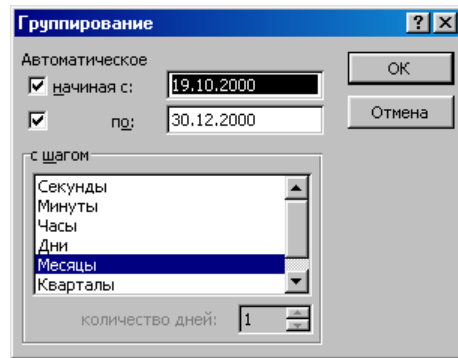 Группирование
Автоматическое
начиная с: 19.10.2000
по: 30.12.2000
ОК
Отмена
с шагом
Секунды
Минуты
Часы
Дни
Месяцы
Кварталы
количество дней: 1